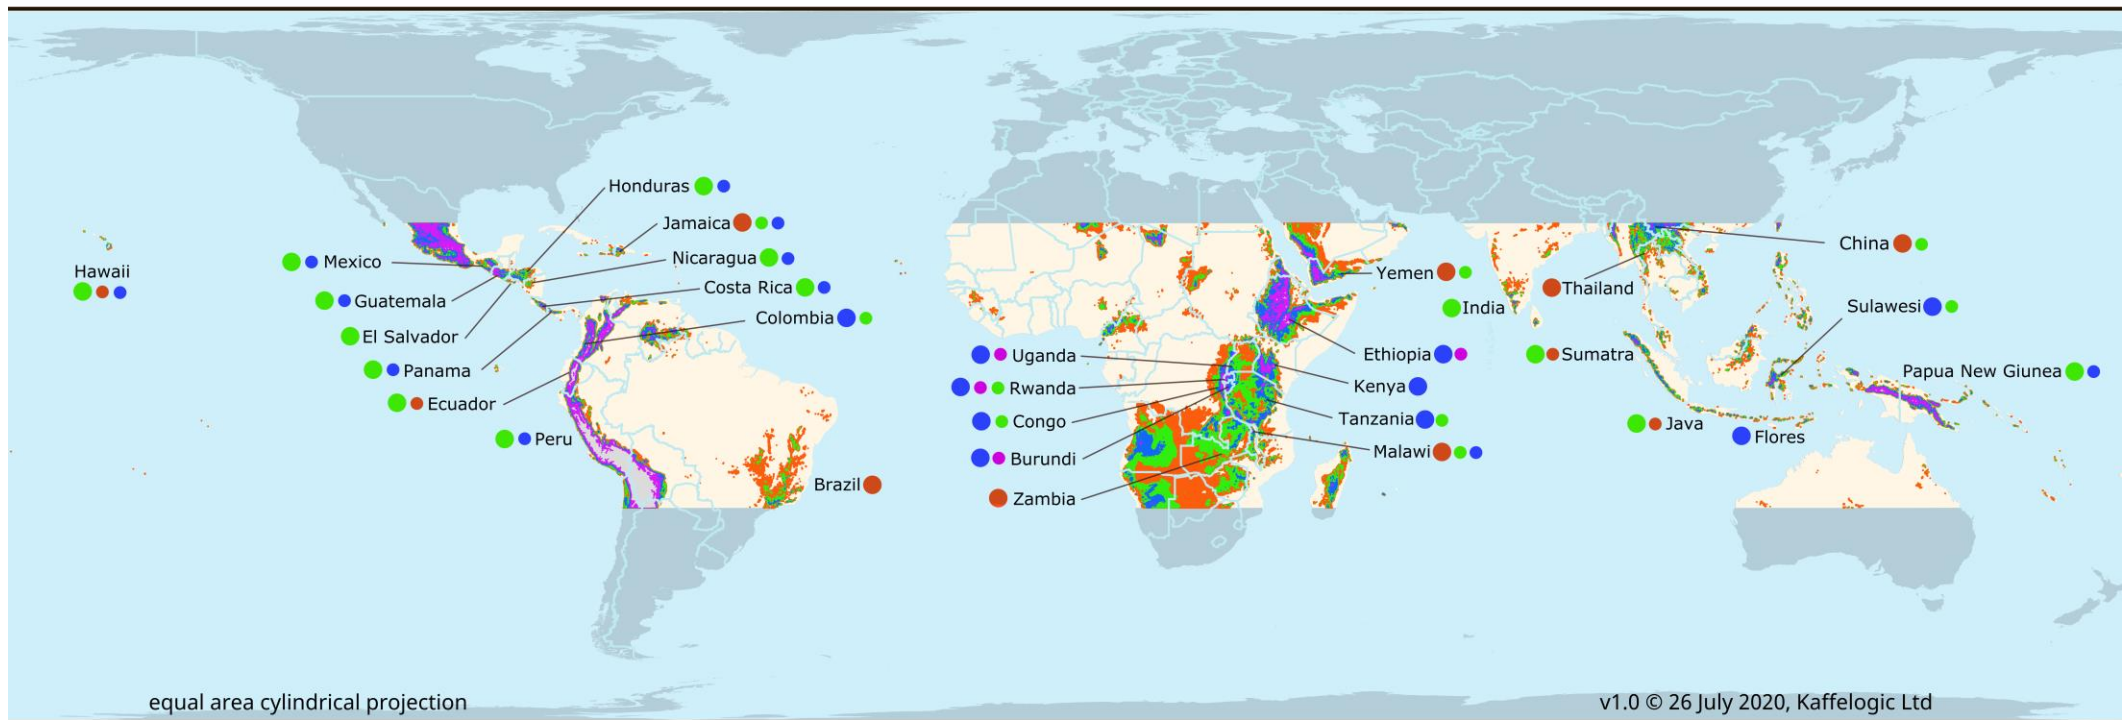 Honduras
Jamaica
Nicaragua
Costa Rica
Colombia
Hawaii
Mexico
Guatemala
El Salvador
Panama
Ecuador
Peru
Brazil
Uganda
Rwanda
Congo
Burundi
Zambia
Yemen
India
Ethiopia
Kenya
Tanzania
Malawi
China
Thailand
Sulawesi
Sumatra
Papua New Giunea
Java
Flores
equal area cylindrical projection
v1.0 © 26 July 2020, Kaffelogic Ltd